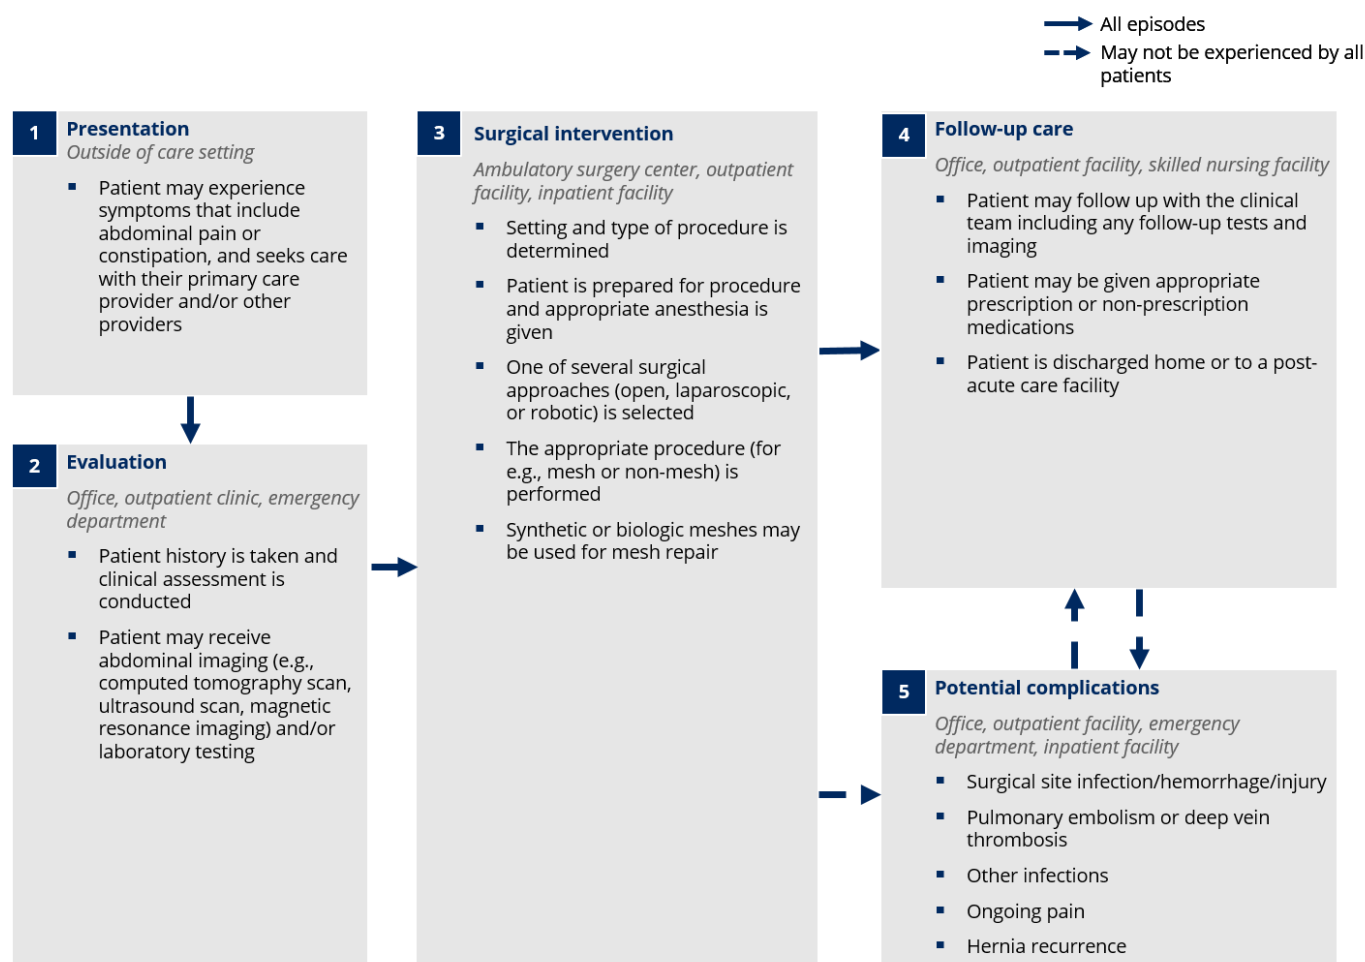 All episodes
May not be experienced by all
patients
1
Presentation
Outside of care setting
▪ Patient may experience
symptoms that include
abdominal pain or
constipation, and seeks care
with their primary care
provider and/or other
providers
2
Evaluation
Office, outpatient clinic, emergency
department
▪ Patient history is taken and
clinical assessment is
conducted
▪ Patient may receive
abdominal imaging (e.g.,
computed tomography scan,
ultrasound scan, magnetic
resonance imaging) and/or
laboratory testing
3
Surgical intervention
Ambulatory surgery center, outpatient
facility, inpatient facility
▪ Setting and type of procedure is
determined
▪ Patient is prepared for procedure
and appropriate anesthesia is
given
▪ One of several surgical
approaches (open, laparoscopic,
or robotic) is selected
▪ The appropriate procedure (for
e.g., mesh or non-mesh) is
performed
▪ Synthetic or biologic meshes may
be used for mesh repair
4
Follow-up care
Office, outpatient facility, skilled nursing facility
▪ Patient may follow up with the clinical
team including any follow-up tests and
imaging
▪ Patient may be given appropriate
prescription or non-prescription
medications
▪ Patient is discharged home or to a post-
acute care facility
5
Potential complications
Office, outpatient facility, emergency
department, inpatient facility
▪ Surgical site infection/hemorrhage/injury
▪ Pulmonary embolism or deep vein
thrombosis
▪ Other infections
▪ Ongoing pain
▪ Hernia recurrence